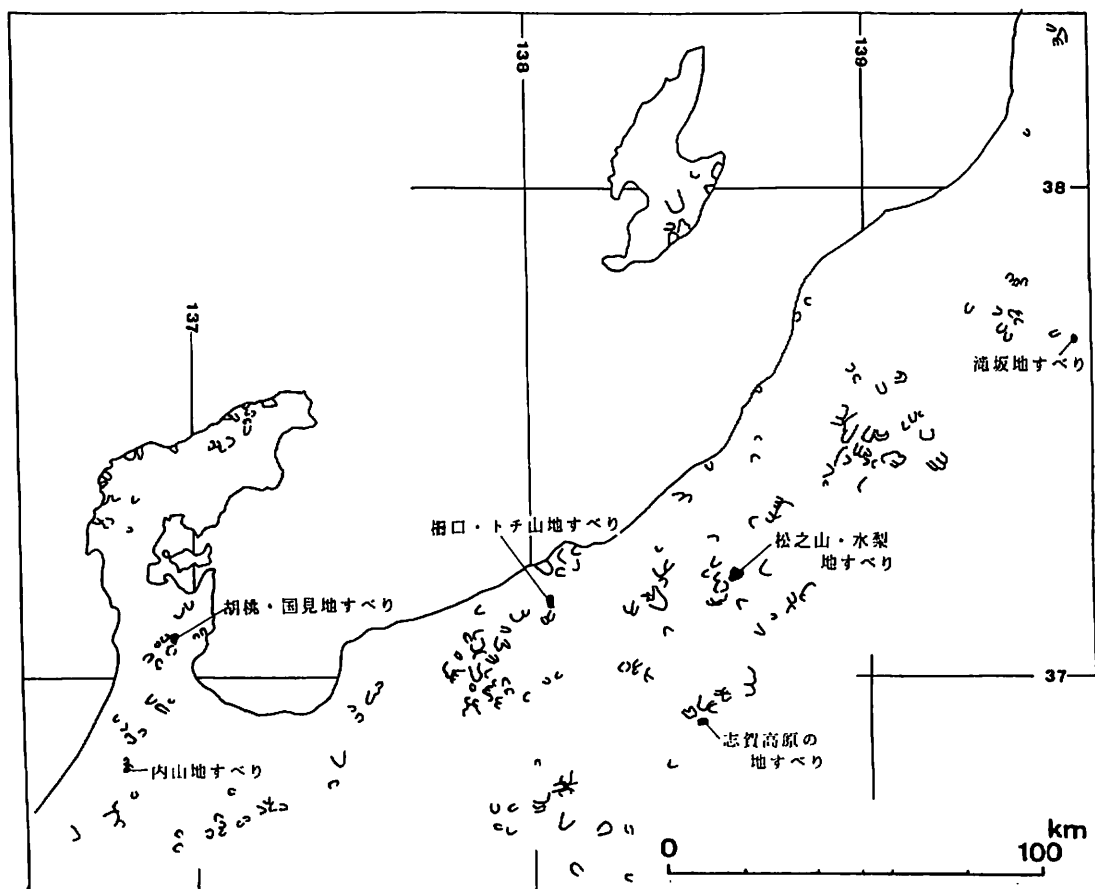 138
139
38
137
滝坂地すべり
柵口・トチ山地すべり
松之山・水梨
地すべり
胡桃・国見地すべり
37
志賀高原の
地すべり
内山地すべり
km
0
100